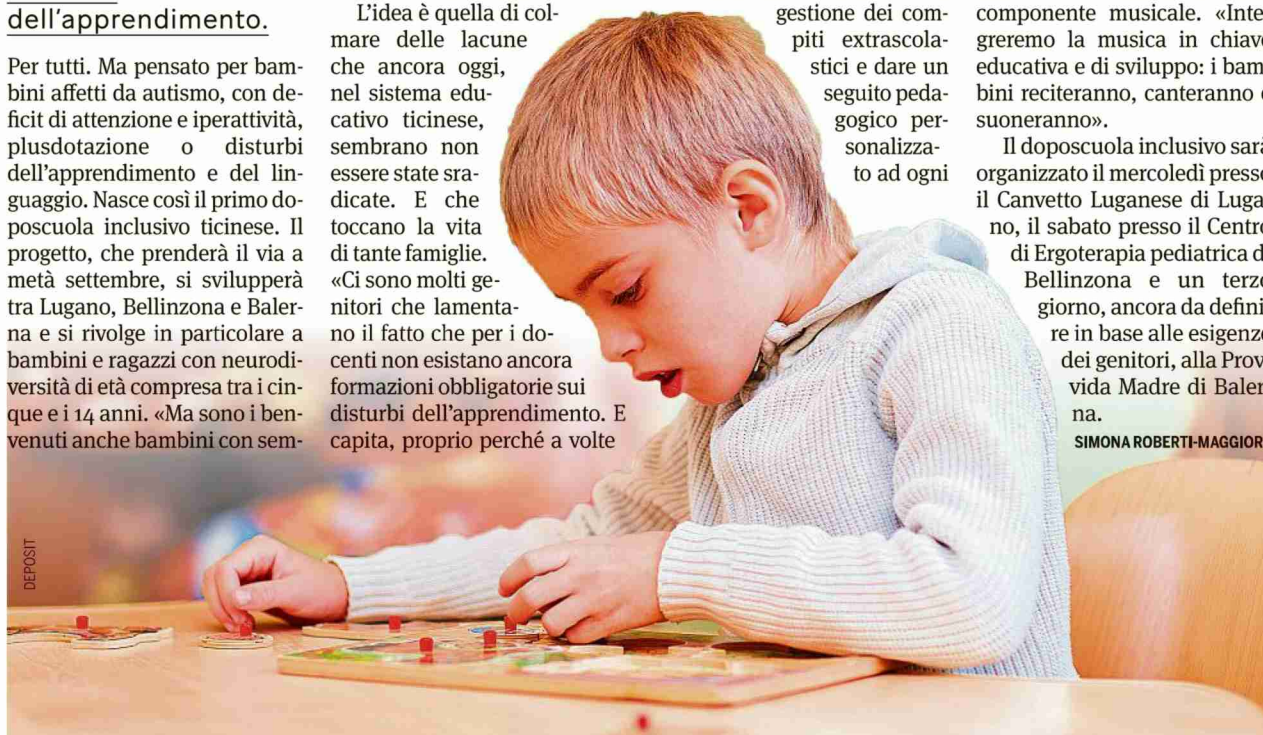 dell'apprendimento.
Per tutti. Ma pensato per bam-
bini affetti da autismo, con de-
ficit di attenzione e iperattività,
plusdotazione o disturbi
dell'apprendimento e del lin-
guaggio. Nasce così il primo do-
poscuola inclusivo ticinese. Il
progetto, che prenderà il via a
metà settembre, si svilupperà
tra Lugano, Bellinzona e Baler-
na e si rivolge in particolare a
bambini e ragazzi con neurodi-
versità di età compresa tra i cin-
que e i 14 anni. «Ma sono i ben-
venuti anche bambini con sem-
L'idea è quella di col-
mare delle lacune
che ancora oggi,
nel sistema edu-
cativo ticinese,
sembrano non
essere state sra-
dicate. E che
toccano la vita
di tante famiglie.
«Ci sono molti ge-
nitori che lamenta-
no il fatto che per i do-
centi non esistano ancora
formazioni obbligatorie sui
disturbi dell'apprendimento. E
capita, proprio perché a volte
gestione dei com-
piti extrascola-
stici e dare un
seguito peda-
gogico per-
sonalizza-
to ad ogni
componente musicale. «Inte
greremo la musica in chiave
educativa e di sviluppo: i bam
bini reciteranno, canteranno e
suoneranno».
Il doposcuola inclusivo sarà
organizzato il mercoledì presso
il Canvetto Luganese di Luga
no, il sabato presso il Centro
di Ergoterapia pediatrica d
Bellinzona e un terzo
giorno, ancora da defini
re in base alle esigenze
dei genitori, alla Prov
vida Madre di Baler
na.
SIMONA ROBERTI-MAGGIOR
DEPOSIT